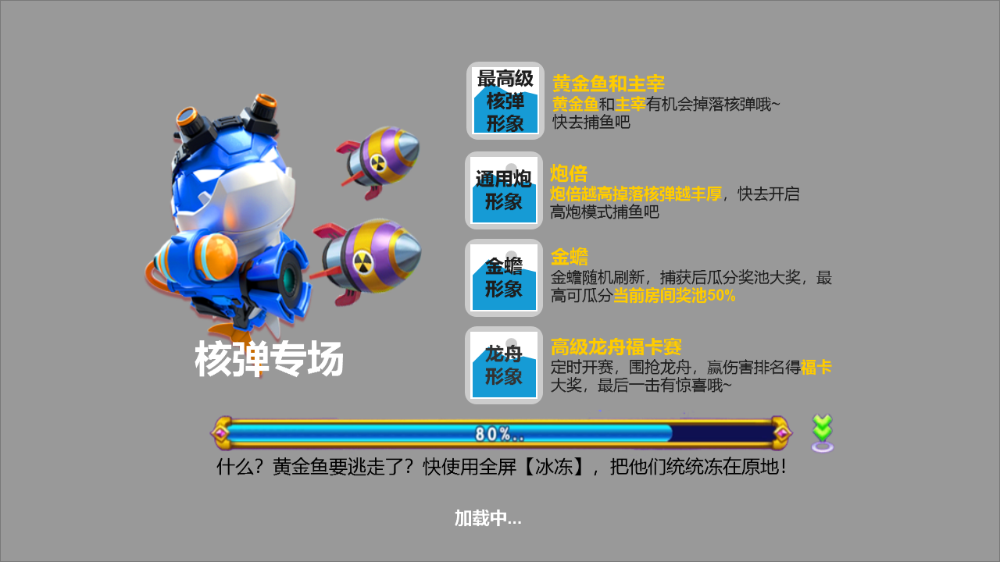 最高级
核弹
形象
黄金鱼和主宰
黄金鱼和主宰有机会掉落核弹哦~
快去捕鱼吧
通用炮
形象
炮倍
炮倍越高掉落核弹越丰厚，快去开启
高炮模式捕鱼吧
金蟾
形象
金蟾
金蟾随机刷新，捕获后瓜分奖池大奖，最
高可瓜分当前房间奖池50%
龙舟
形象
高级龙舟福卡赛
定时开赛，围抢龙舟，赢伤害排名得福卡
大奖，最后一击有惊喜哦~
核弹专场
80%..
什么？黄金鱼要逃走了？快使用全屏【冰冻】，把他们统统冻在原地！
加载中...